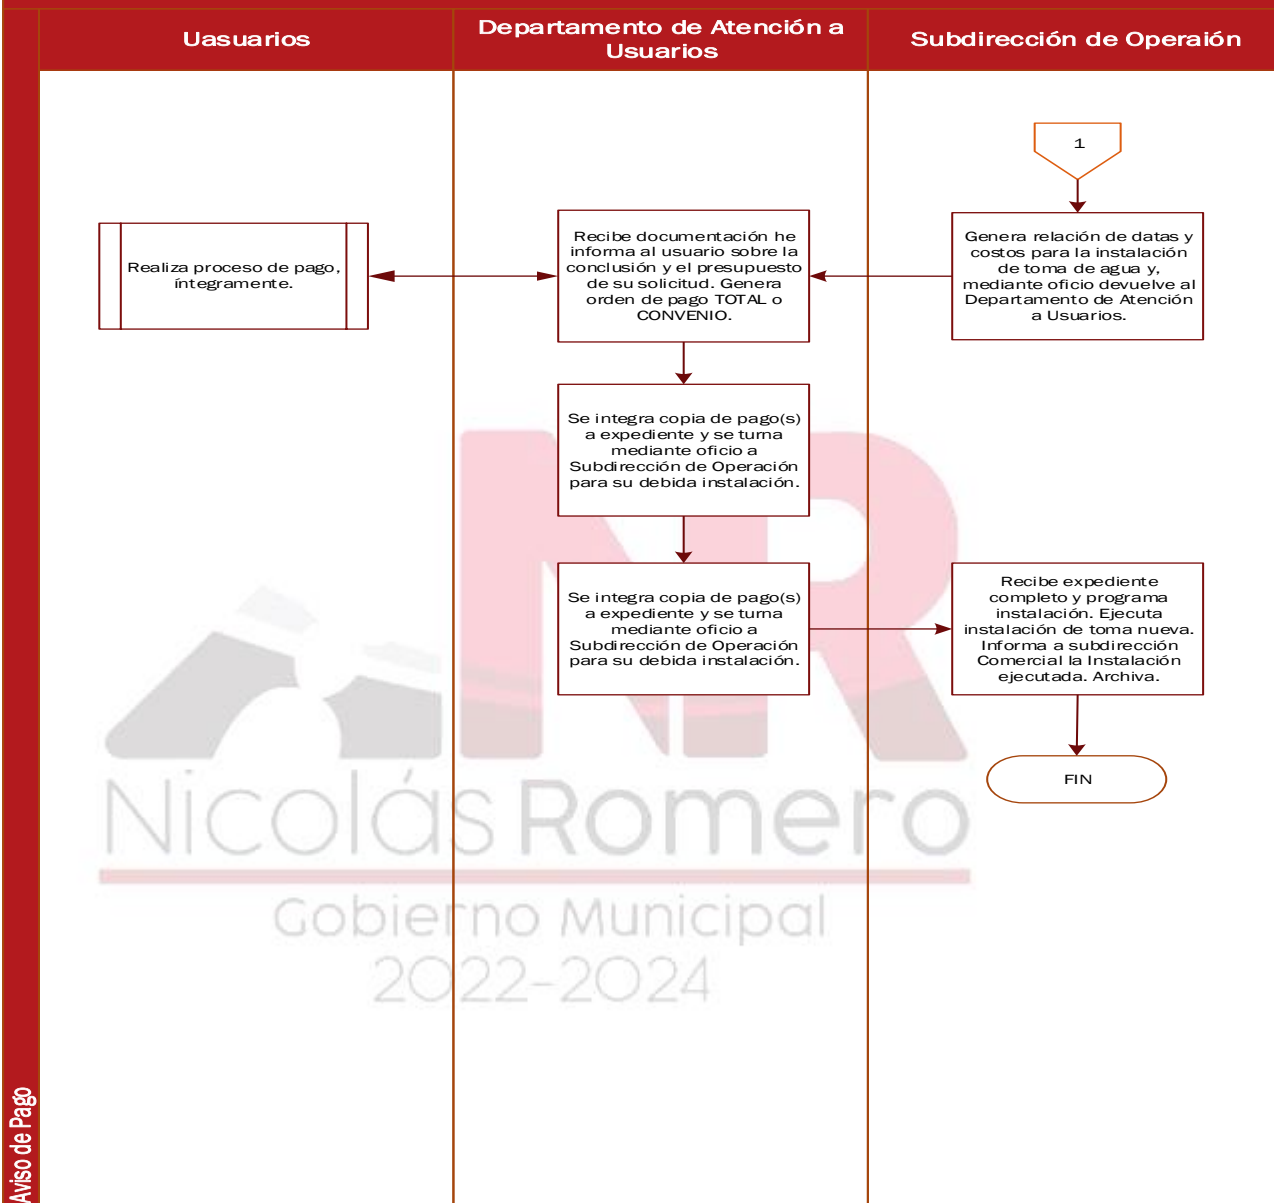 Uasuarios
Departamento de Atención a
Usuarios
Subdirección de Operaión
1
Realiza proceso de pago,
íntegramente.
Recibe documentación he
informa al usuario sobre la
conclusión y el presupuesto
de su solicitud. Genera
orden de pago TOTAL o
CONVENIO.
Genera relación de datas y
costos para la instalación
de toma de agua y,
mediante oficio devuelve al
Departamento de Atención
a Usuarios.
Se integra copia de pago(s)
a expediente y se turna
mediante oficio a
Subdirección de Operación
para su debida instalación.
Se integra copia de pago(s)
a expediente y se turna
mediante oficio a
Subdirección de Operación
para su debida instalación.
Recibe expediente
completo y programa
instalación. Ejecuta
instalación de toma nueva.
Informa a subdirección
Comercial la Instalación
ejecutada. Archiva.
FIN
NR
Nicolás Romero
Gobierno Municipal
2022-2024
Aviso de Pago